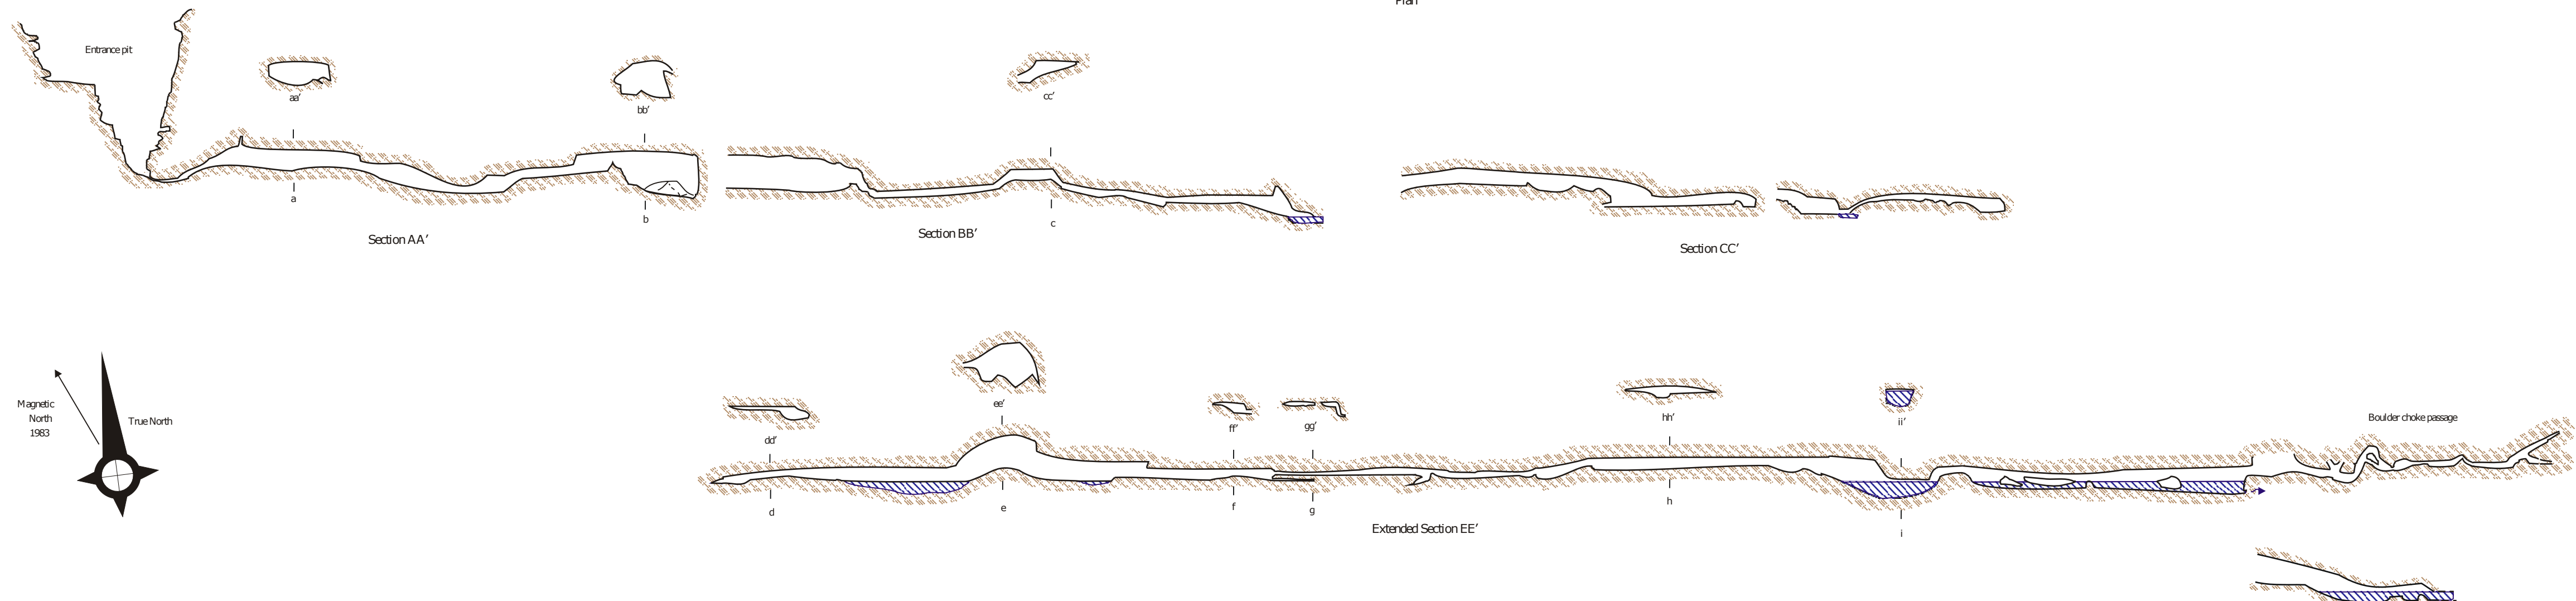 Plan
Entrance pit
aa'
bb'
cc'
a
b
c
Section AA'
Section BB'
Section CC'
Magnetic
North
1983
True North
dd'
ee'
ff'
gg'
hh'
ii'
Boulder choke passage
d
e
f
g
h
i
Extended Section EE'